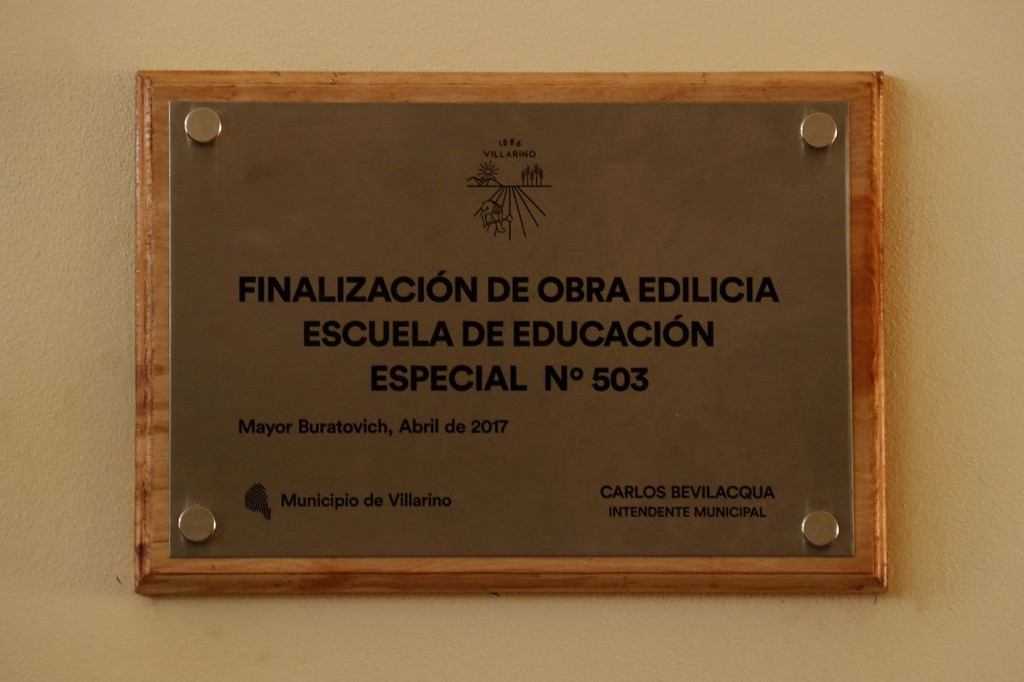 1886
VILLARINO
FINALIZACIÓN DE OBRA EDILICIA
ESCUELA DE EDUCACIÓN
ESPECIAL Nº 503
Mayor Buratovich, Abril de 2017
Municipio de Villarino
CARLOS BEVILACQUA
INTENDENTE MUNICIPAL